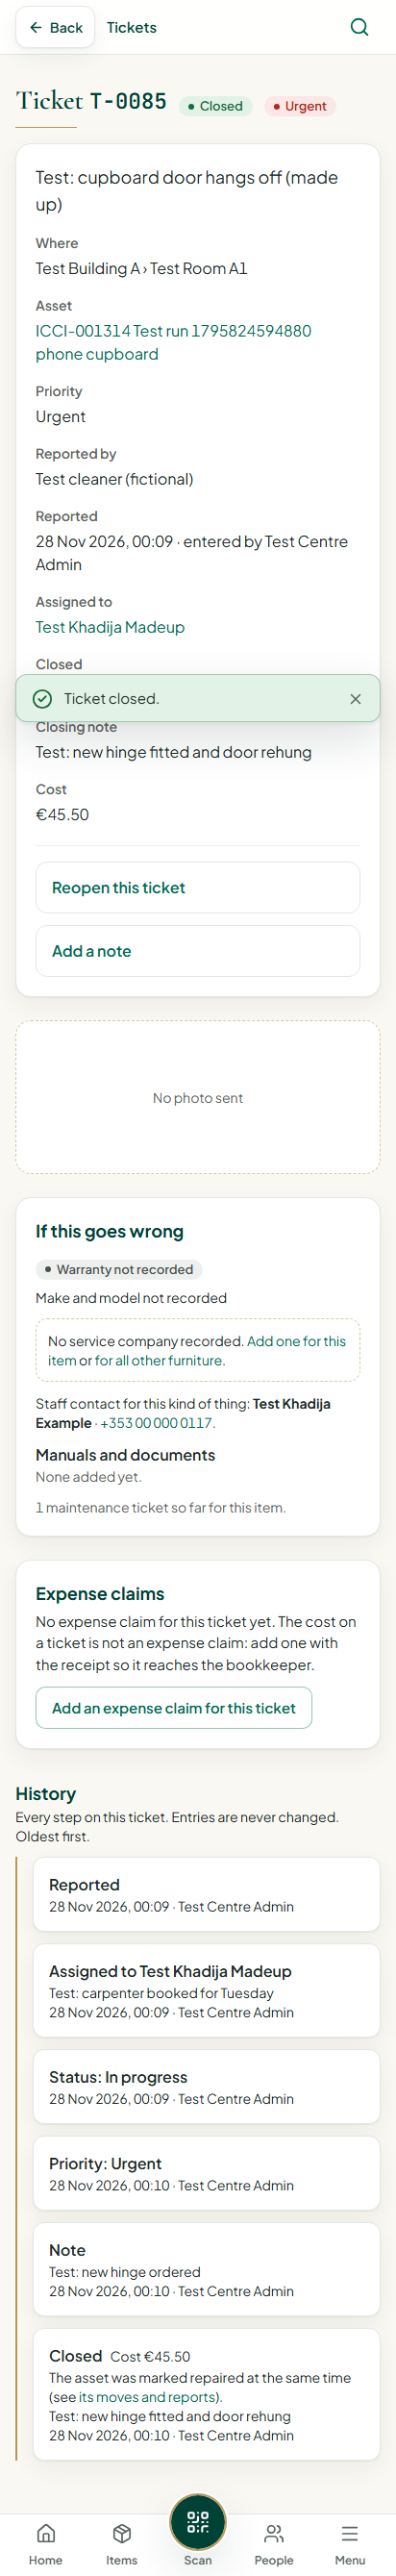 Back
Tickets
Ticket T-0085
Closed
Urgent
Test: cupboard door hangs off (made
up)
Where
Test Building A › Test Room A1
Asset
ICCI-001314 Test run 1795824594880
phone cupboard
Priority
Urgent
Reported by
Test cleaner (fictional)
Reported
28 Nov 2026, 00:09 · entered by Test Centre
Admin
Assigned to
Test Khadija Madeup
Closed
Ticket closed.
Closing note
Test: new hinge fitted and door rehung
Cost
€45.50
Reopen this ticket
Add a note
No photo sent
If this goes wrong
Warranty not recorded
Make and model not recorded
No service company recorded. Add one for this
item or for all other furniture.
Staff contact for this kind of thing: Test Khadija
Example · +353 00 000 0117.
Manuals and documents
None added yet.
1 maintenance ticket so far for this item.
Expense claims
No expense claim for this ticket yet. The cost on
a ticket is not an expense claim: add one with
the receipt so it reaches the bookkeeper.
Add an expense claim for this ticket
History
Every step on this ticket. Entries are never changed.
Oldest first.
Reported
28 Nov 2026, 00:09 · Test Centre Admin
Assigned to Test Khadija Madeup
Test: carpenter booked for Tuesday
28 Nov 2026, 00:09 · Test Centre Admin
Status: In progress
28 Nov 2026, 00:09 · Test Centre Admin
Priority: Urgent
28 Nov 2026, 00:10 · Test Centre Admin
Note
Test: new hinge ordered
28 Nov 2026, 00:10 · Test Centre Admin
Closed Cost €45.50
The asset was marked repaired at the same time
(see its moves and reports).
Test: new hinge fitted and door rehung
28 Nov 2026, 00:10 · Test Centre Admin
Home
Items
Scan
People
Menu